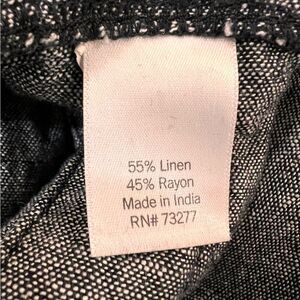 55% Linen
45% Rayon
Made in India
RN# 73277